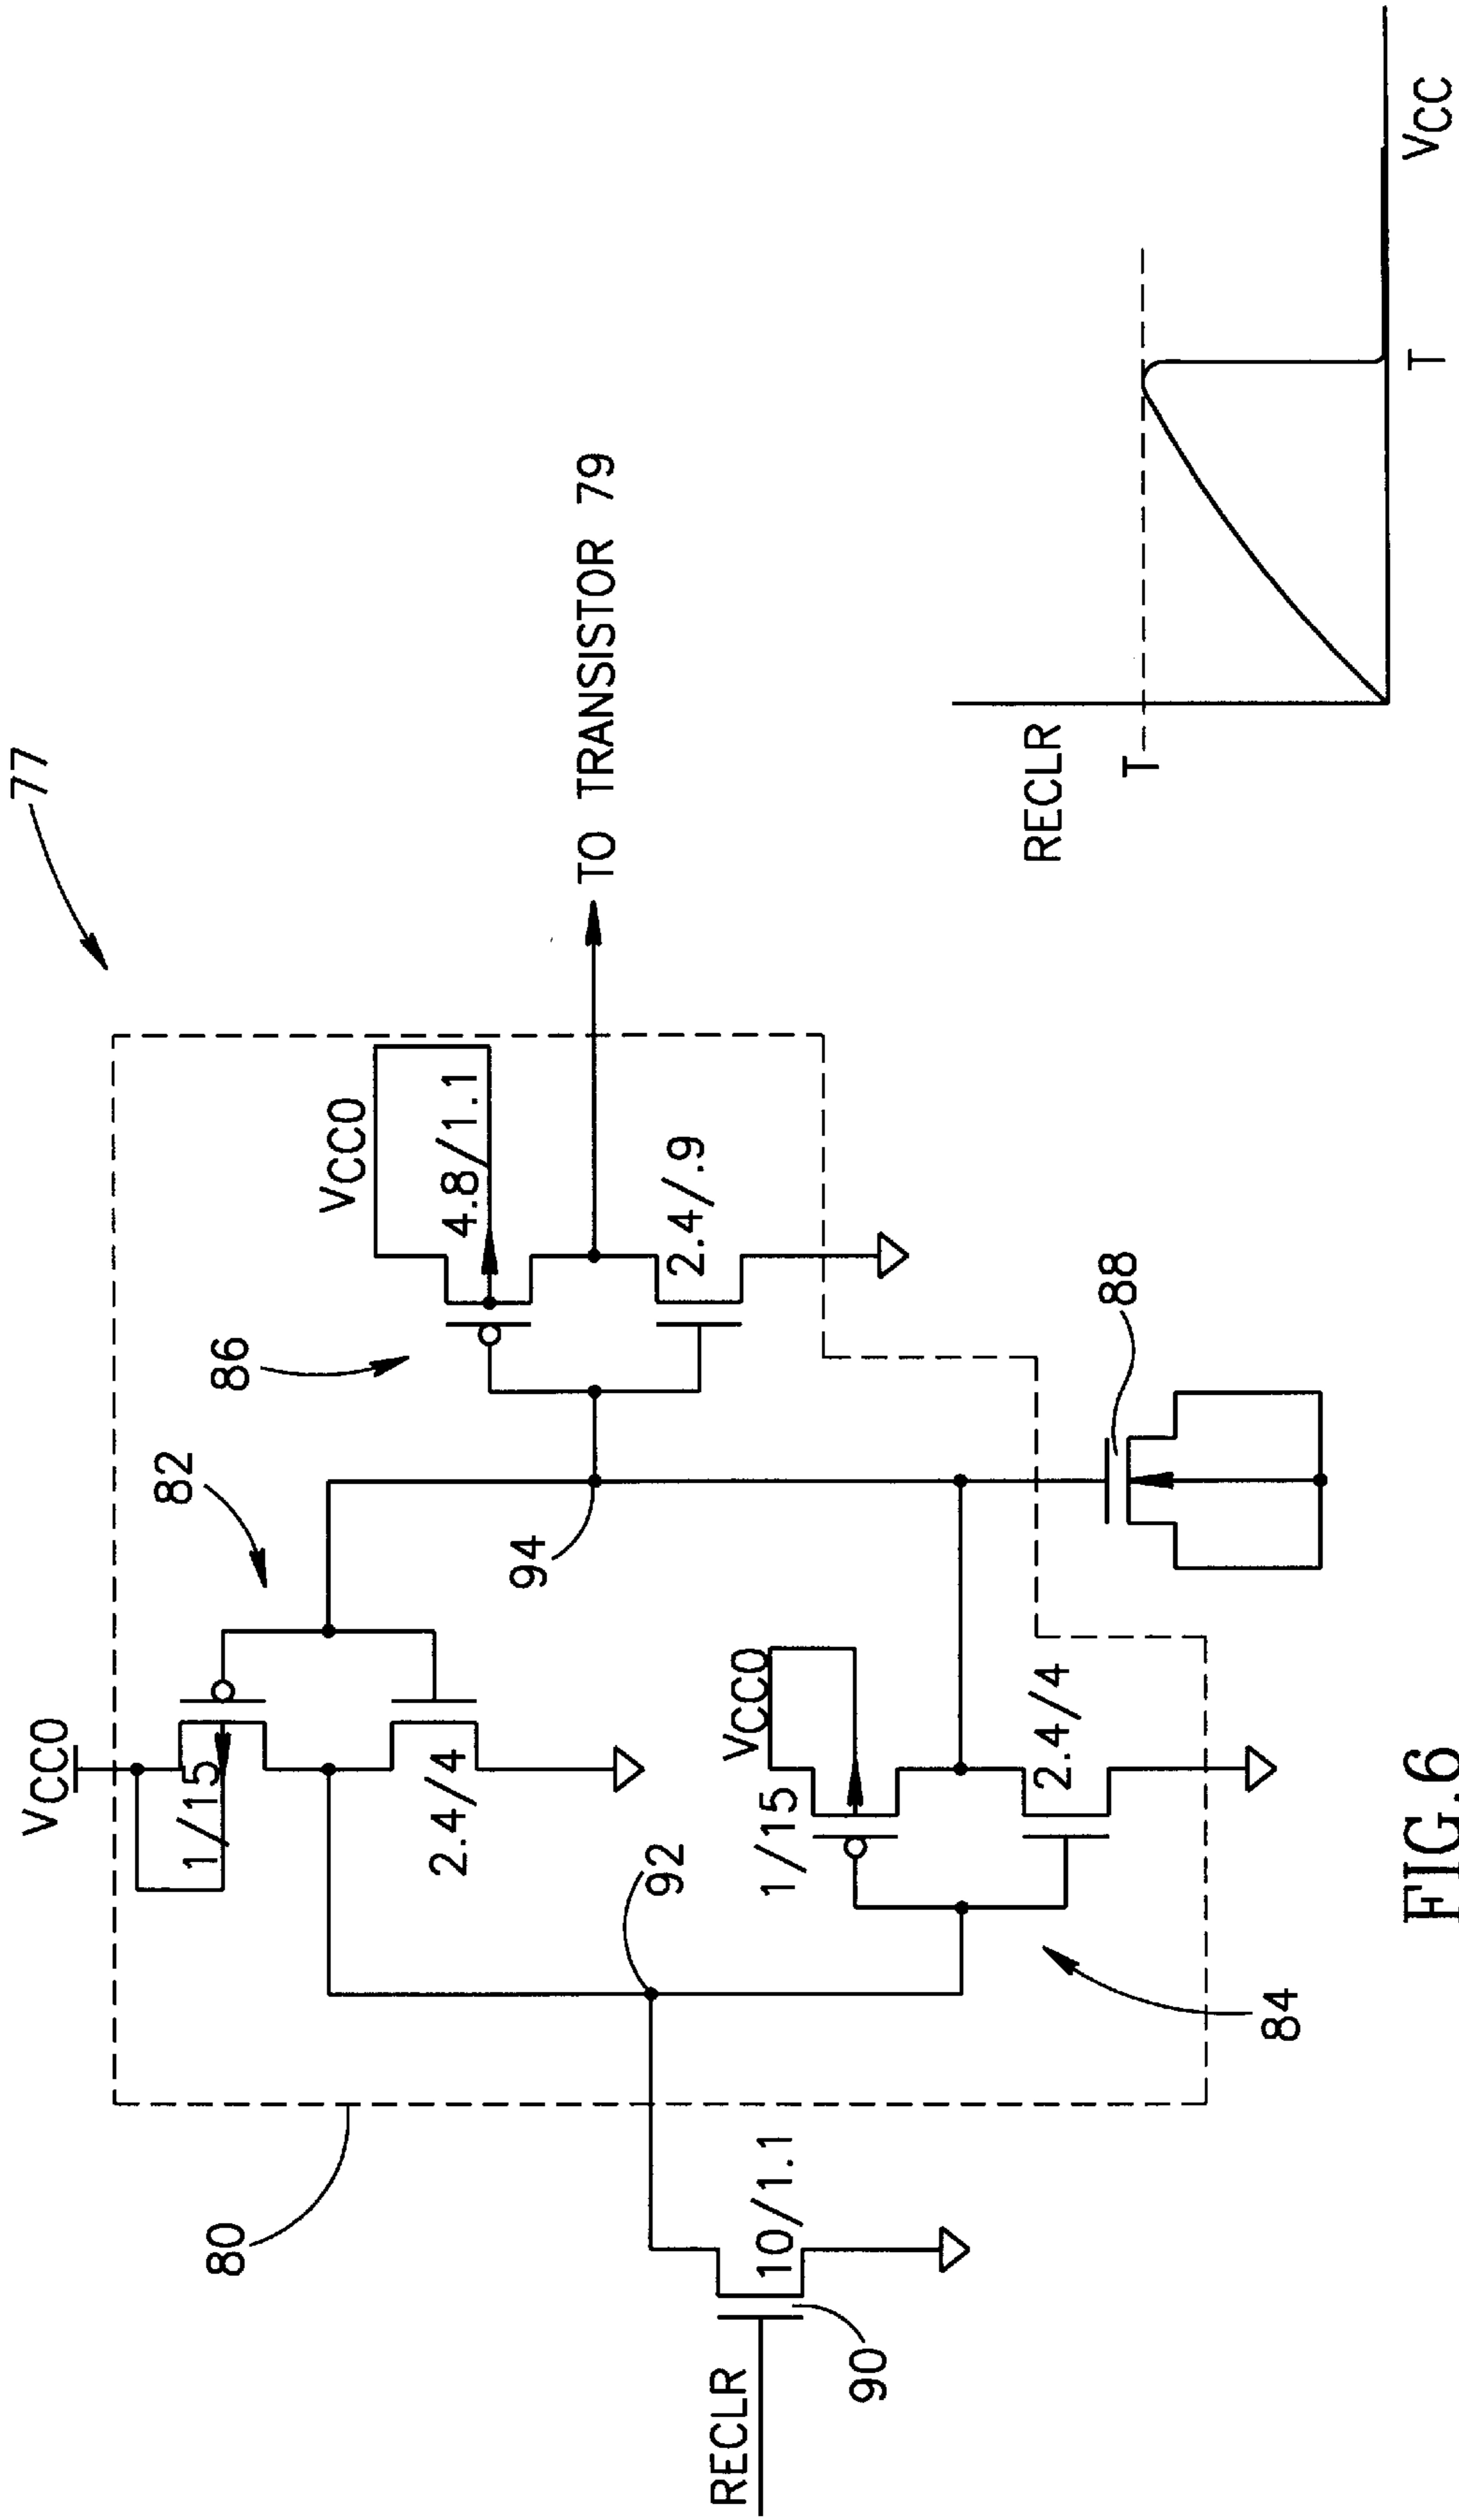 77
VCCO
82
86
VCCO
80
1/15
4.8/1.1
2.4/4
94
TO TRANSISTOR 79
92
2.4/.9
RECLR
10/1.1
90
1/15
VCCO
2.4/4
84
88
RECLR
T
T
VCC
FIG.6